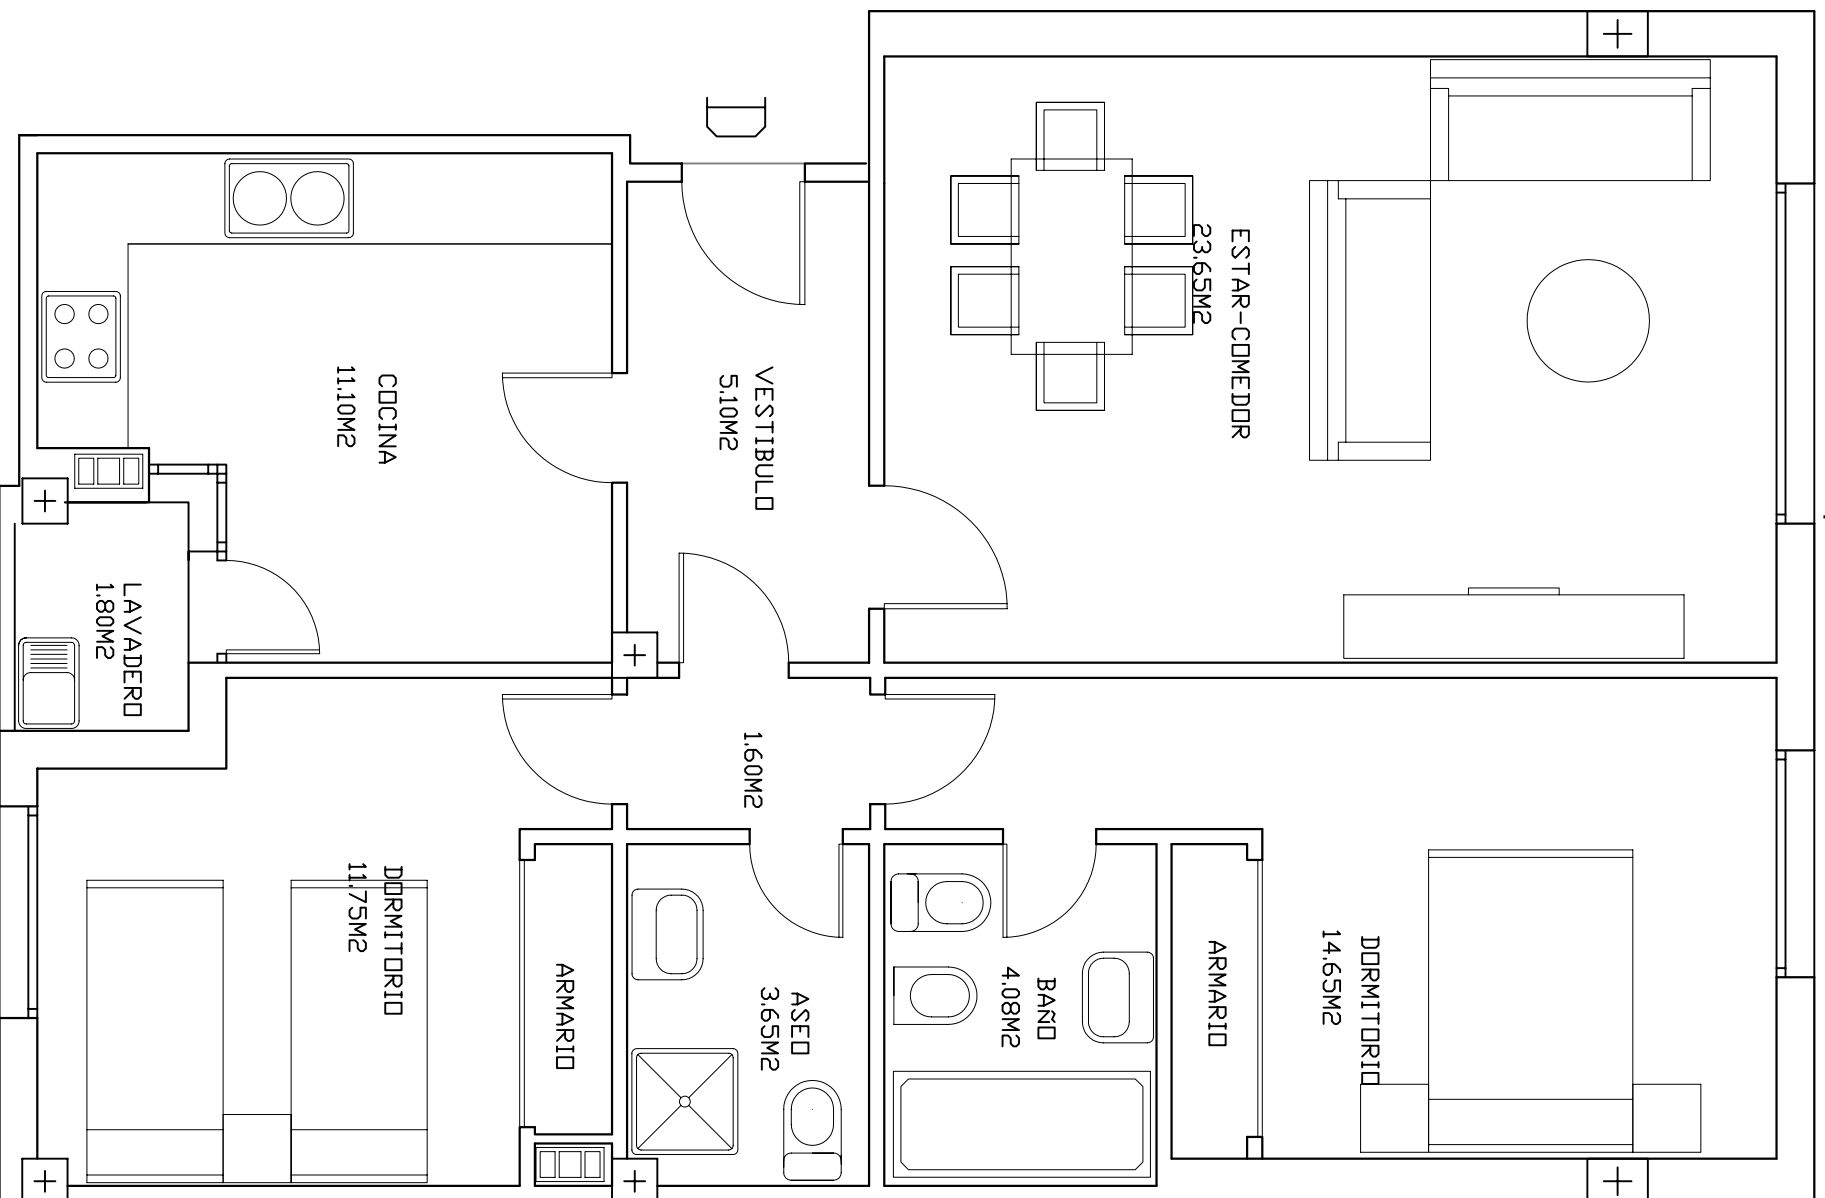 ESTAR-COMEDOR
23.65M2
VESTIBULO
5.10M2
COCINA
11.10M2
LAVADERO
1.80M2
1.60M2
DORMITORIO
14.65M2
ARMARIO
BAÑO
4.08M2
ASEO
3.65M2
ARMARIO
DORMITORIO
11.75M2